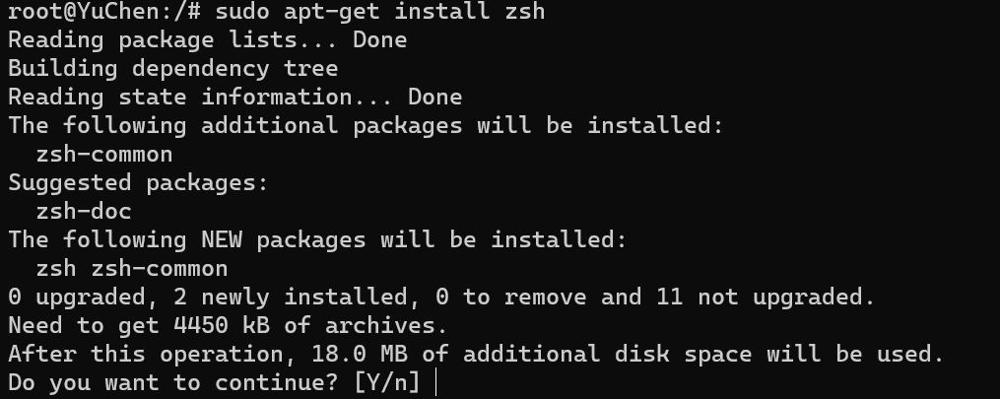 root@YuChen:/# sudo apt-get install zsh
Reading package lists... Done
Building dependency tree
Reading state information... Done
The following additional packages will be installed:
  zsh-common
Suggested packages:
  zsh-doc
The following NEW packages will be installed:
  zsh zsh-common
0 upgraded, 2 newly installed, 0 to remove and 11 not upgraded.
Need to get 4450 kB of archives.
After this operation, 18.0 MB of additional disk space will be used.
Do you want to continue? [Y/n]